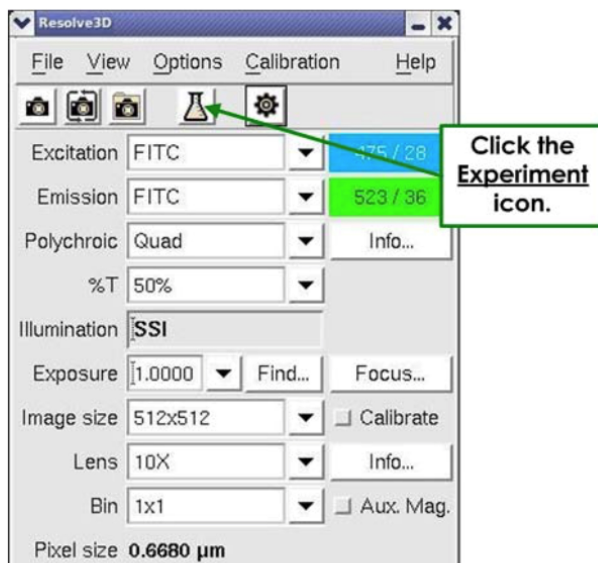 Resolve3D
File View Options Calibration Help
Click the
Experiment
icon.
Excitation FITC 475 / 28
Emission FITC 523 / 36
Polychroic Quad Info...
%T 50%
Illumination SSI
Exposure 1.0000 Find... Focus...
Image size 512x512 Calibrate
Lens 10X Info...
Bin 1x1 Aux. Mag.
Pixel size 0.6680 µm